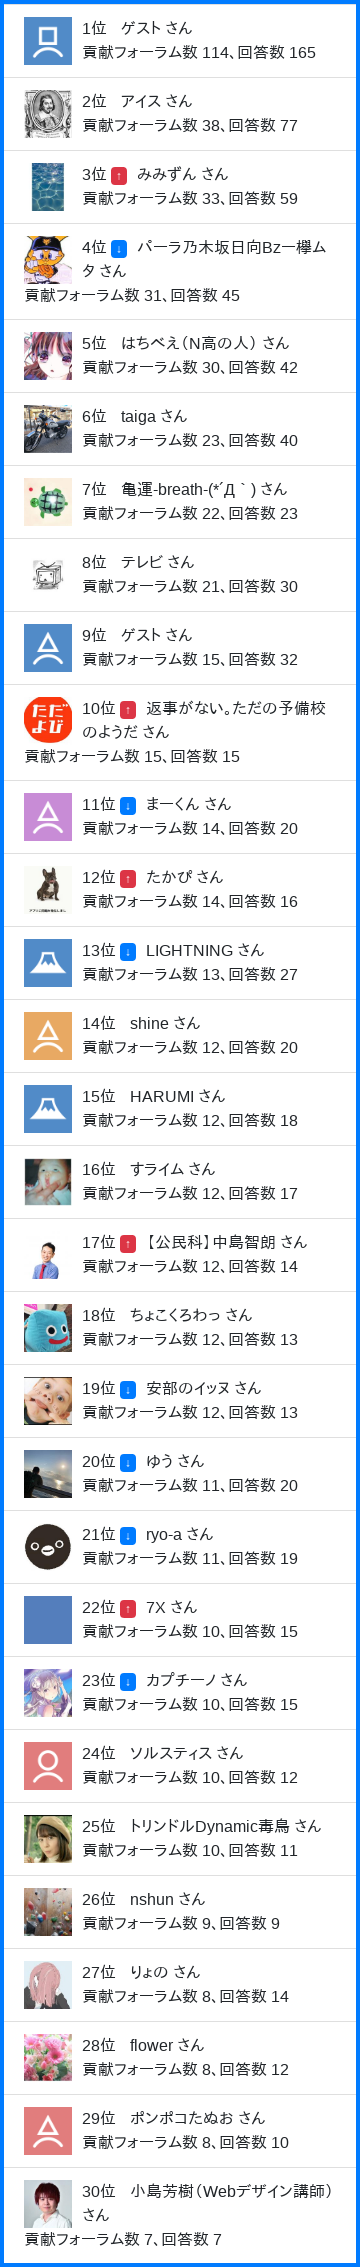 1位 ゲスト さん
貢献フォーラム数 114、回答数 165
2位 アイス さん
貢献フォーラム数 38、回答数 77
3位 ↑ みみずん さん
貢献フォーラム数 33、回答数 59
4位 ↓ パーラ乃木坂日向Bzー欅ム
タ さん
貢献フォーラム数 31、回答数 45
5位 はちべえ（N高の人） さん
貢献フォーラム数 30、回答数 42
6位 taiga さん
貢献フォーラム数 23、回答数 40
7位 亀運-breath-(*´Д｀) さん
貢献フォーラム数 22、回答数 23
8位 テレビ さん
貢献フォーラム数 21、回答数 30
9位 ゲスト さん
貢献フォーラム数 15、回答数 32
ただ
よび
10位 ↑ 返事がない。ただの予備校
のようだ さん
貢献フォーラム数 15、回答数 15
11位 ↓ まーくん さん
貢献フォーラム数 14、回答数 20
12位 ↑ たかぴ さん
貢献フォーラム数 14、回答数 16
13位 ↓ LIGHTNING さん
貢献フォーラム数 13、回答数 27
14位 shine さん
貢献フォーラム数 12、回答数 20
15位 HARUMI さん
貢献フォーラム数 12、回答数 18
16位 すライム さん
貢献フォーラム数 12、回答数 17
17位 ↑ 【公民科】中島智朗 さん
貢献フォーラム数 12、回答数 14
18位 ちょこくろわっ さん
貢献フォーラム数 12、回答数 13
19位 ↓ 安部のイッヌ さん
貢献フォーラム数 12、回答数 13
20位 ↓ ゆう さん
貢献フォーラム数 11、回答数 20
21位 ↓ ryo-a さん
貢献フォーラム数 11、回答数 19
22位 ↑ 7X さん
貢献フォーラム数 10、回答数 15
23位 ↓ カプチーノ さん
貢献フォーラム数 10、回答数 15
24位 ソルスティス さん
貢献フォーラム数 10、回答数 12
25位 トリンドルDynamic毒鳥 さん
貢献フォーラム数 10、回答数 11
26位 nshun さん
貢献フォーラム数 9、回答数 9
27位 りょの さん
貢献フォーラム数 8、回答数 14
28位 flower さん
貢献フォーラム数 8、回答数 12
29位 ポンポコたぬお さん
貢献フォーラム数 8、回答数 10
30位 小島芳樹（Webデザイン講師）
さん
貢献フォーラム数 7、回答数 7